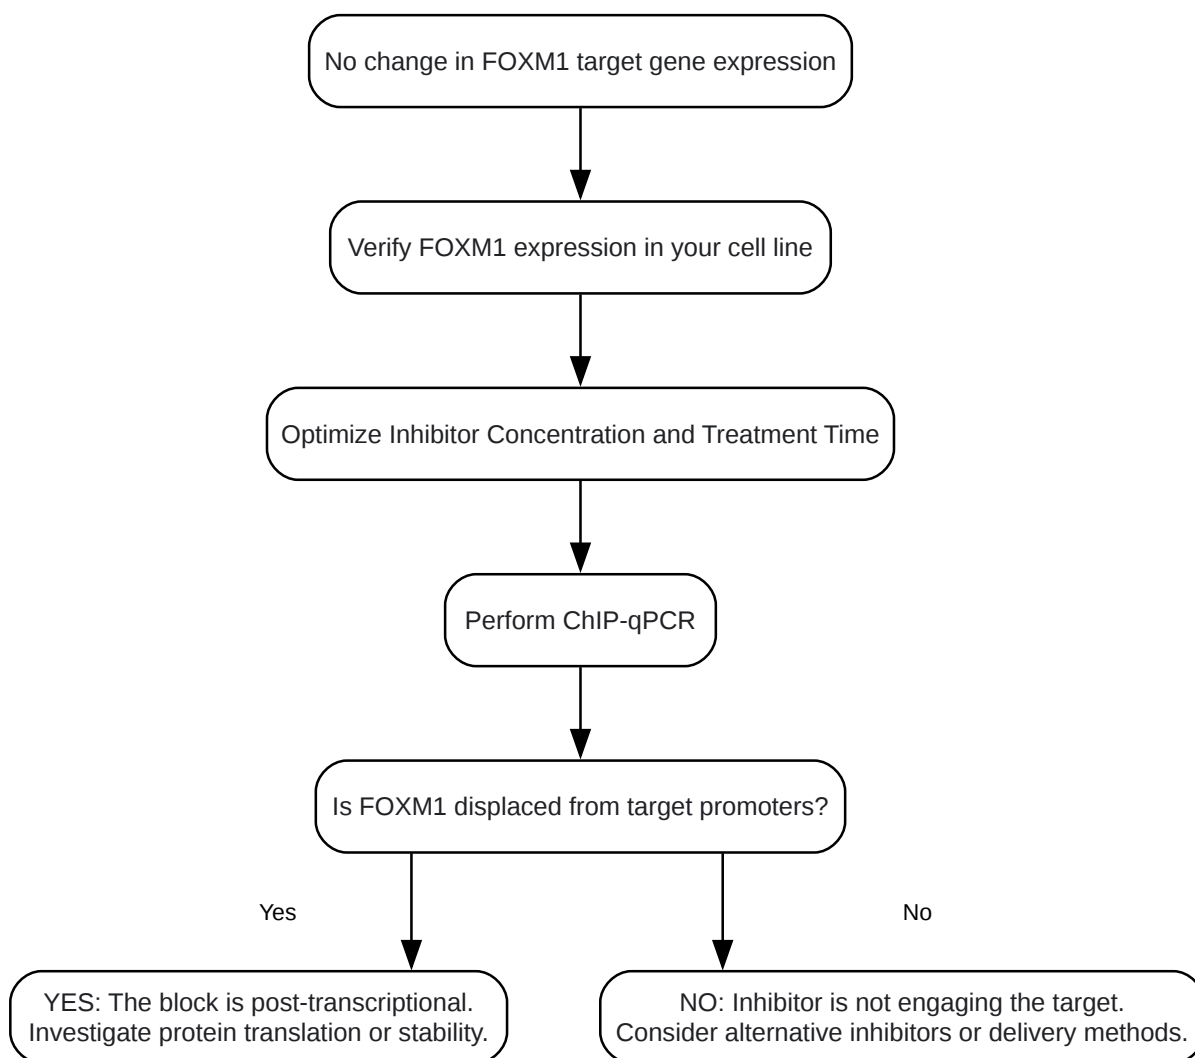 No change in FOXM1 target gene expression
Verify FOXM1 expression in your cell line
Optimize Inhibitor Concentration and Treatment Time
Perform ChIP-qPCR
Is FOXM1 displaced from target promoters?
Yes
No
YES: The block is post-transcriptional.
Investigate protein translation or stability.
NO: Inhibitor is not engaging the target.
Consider alternative inhibitors or delivery methods.